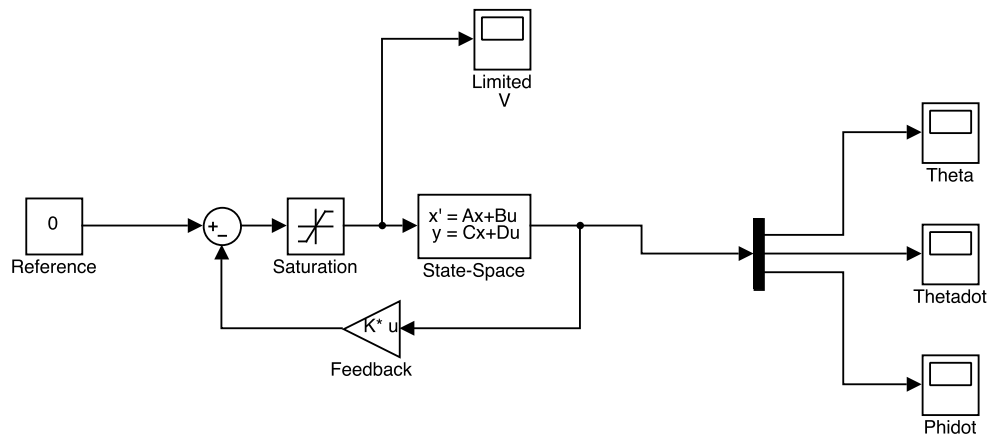 Limited
V
Theta
0
Reference
+
−
Saturation
x' = Ax+Bu
y = Cx+Du
State-Space
Thetadot
K* u
Feedback
Phidot